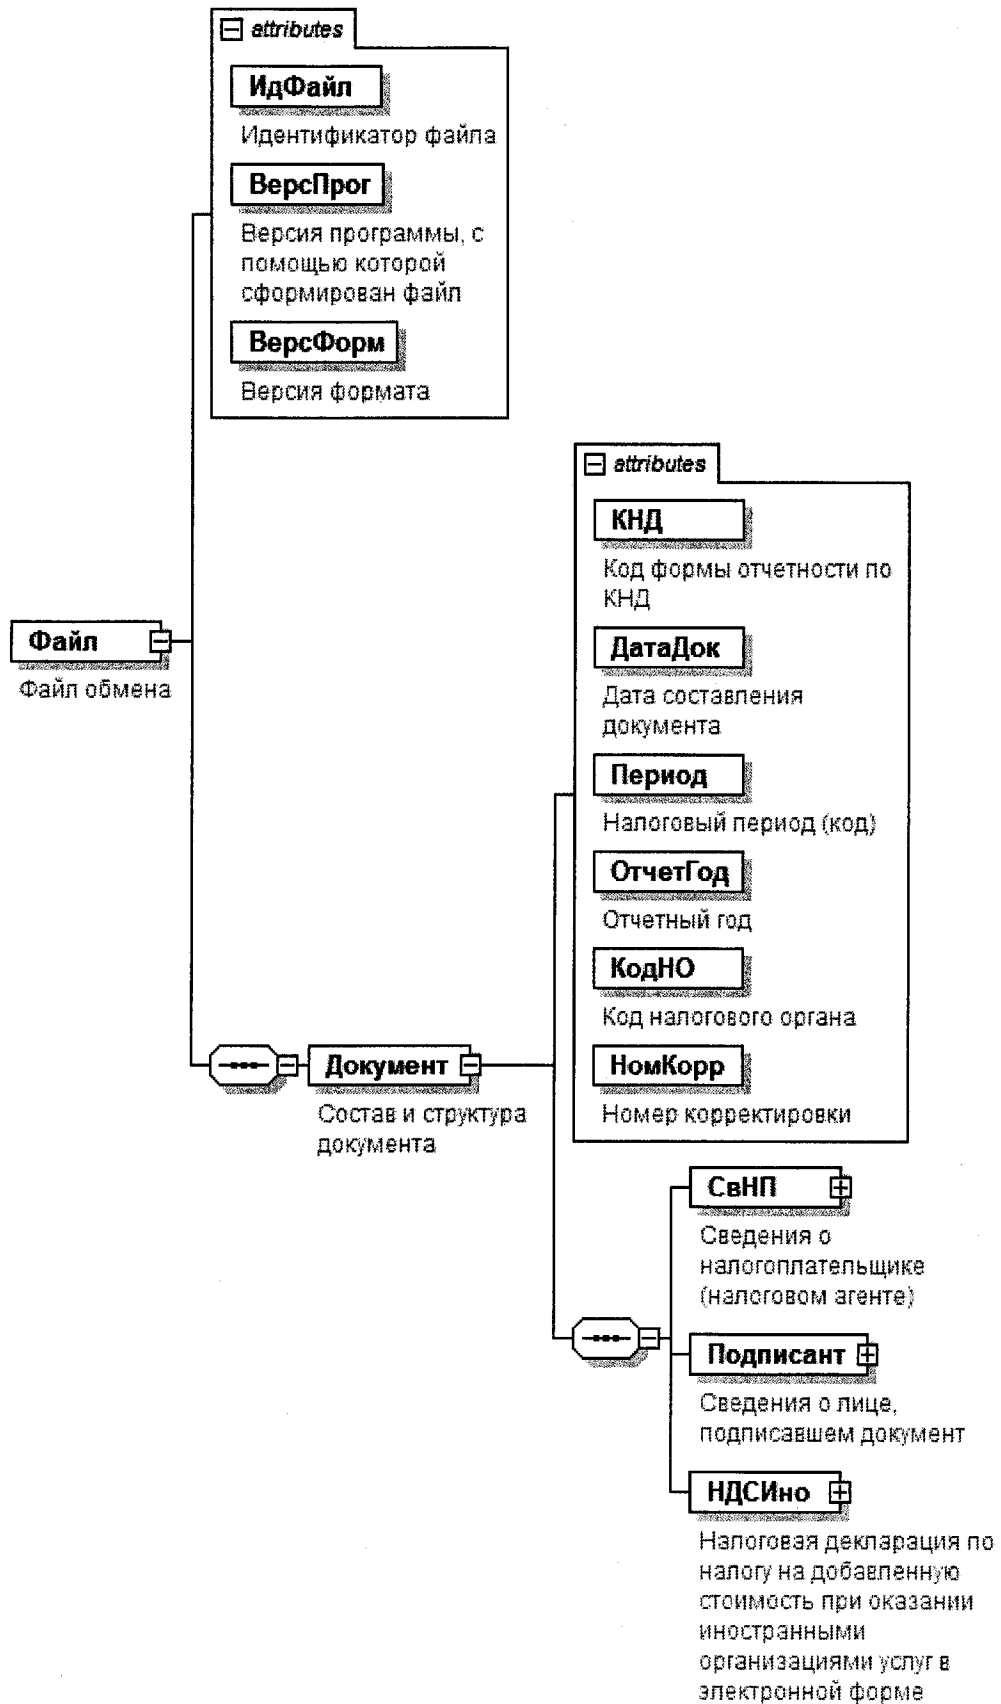 attributes
ИдФайл
Идентификатор файла
ВерсПрог
Версия программы, с
помощью которой
сформирован файл
ВерсФорм
Версия формата
attributes
КНД
Код формы отчетности по
КНД
Файл
Файл обмена
ДатаДок
Дата составления
документа
Период
Налоговый период (код)
ОтчетГод
Отчетный год
КодНО
Код налогового органа
Документ
Состав и структура
документа
НомКорр
Номер корректировки
СвНП
Сведения о
налогоплательщике
(налоговом агенте)
Подписант
Сведения о лице,
подписавшем документ
НДСИно
Налоговая декларация по
налогу на добавленную
стоимость при оказании
иностранными
организациями услуг в
электронной форме